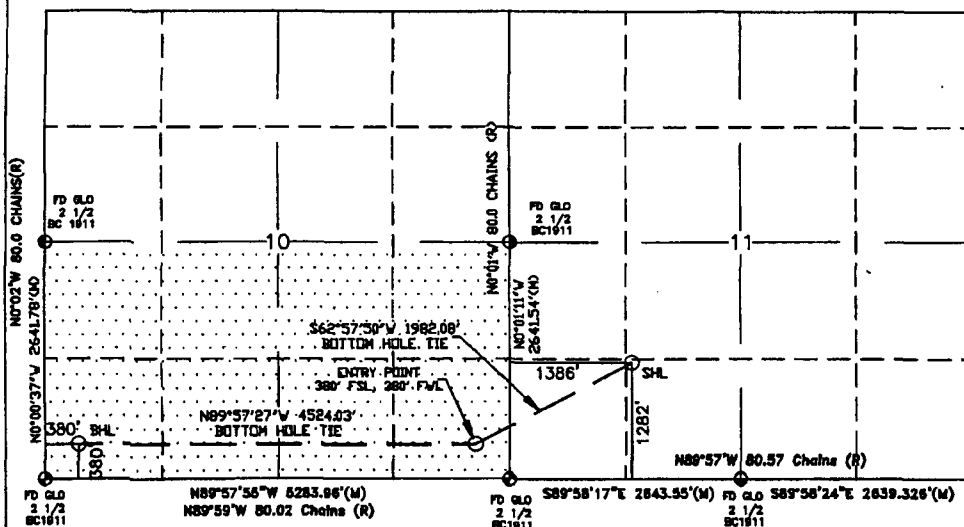 N0°02'W 80.0 CHAINS(R)
FD GLO
2 1/2
BC 1911
10
N0°01'W 80.0 CHAINS (R)
FD GLO
2 1/2
BC1911
11
N0°00'37"W 2641.78'(M)
S62°57'50"W 1982.08'
BOTTOM HOLE TIE
N0°01'11"W
2641.54'(M)
ENTRY POINT
380' FSL, 380' FWL
1386'
SHL
N89°57'27"W 4524.03'
BOTTOM HOLE TIE
380' BHL
380'
1282'
N89°57'W 80.57 Chains (R)
FD GLO
2 1/2
BC1911
N89°57'58"W 5283.96'(M)
N89°59'W 80.02 Chains (R)
FD GLO
2 1/2
BC1911
S89°58'17"E 2643.55'(M)
FD GLO
2 1/2
BC1911
S89°58'24"E 2639.326'(M)